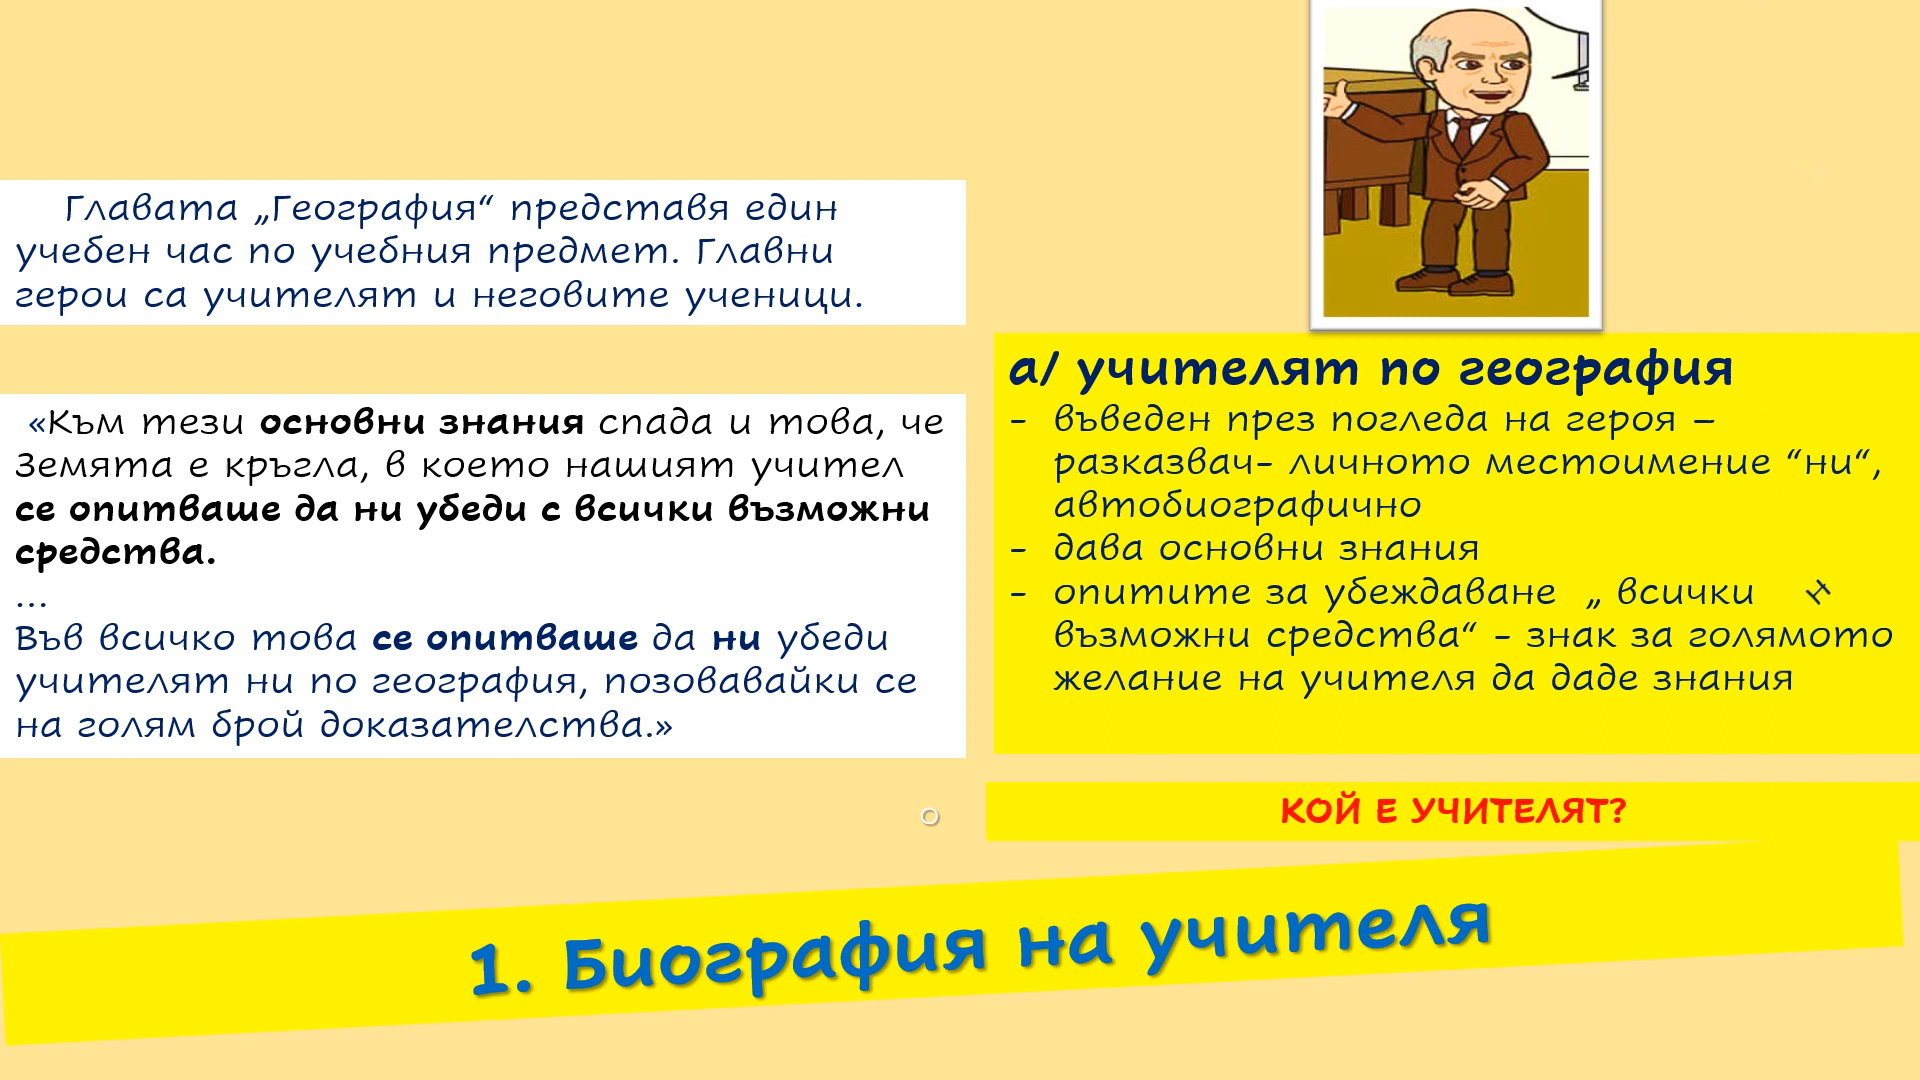 Главата „География“ представя един
учебен час по учебния предмет. Главни
герои са учителят и неговите ученици.
«Към тези основни знания спада и това, че
Земята е кръгла, в което нашият учител
се опитваше да ни убеди с всички възможни
средства.
...
Във всичко това се опитваше да ни убеди
учителят ни по география, позовавайки се
на голям брой доказателства.»
а/ учителят по география
- въведен през погледа на героя –
разказвач- личното местоимение “ни“,
автобиографично
- дава основни знания
- опитите за убеждаване „ всички
възможни средства“ - знак за голямото
желание на учителя да даде знания
КОЙ Е УЧИТЕЛЯТ?
1. Биография на учителя